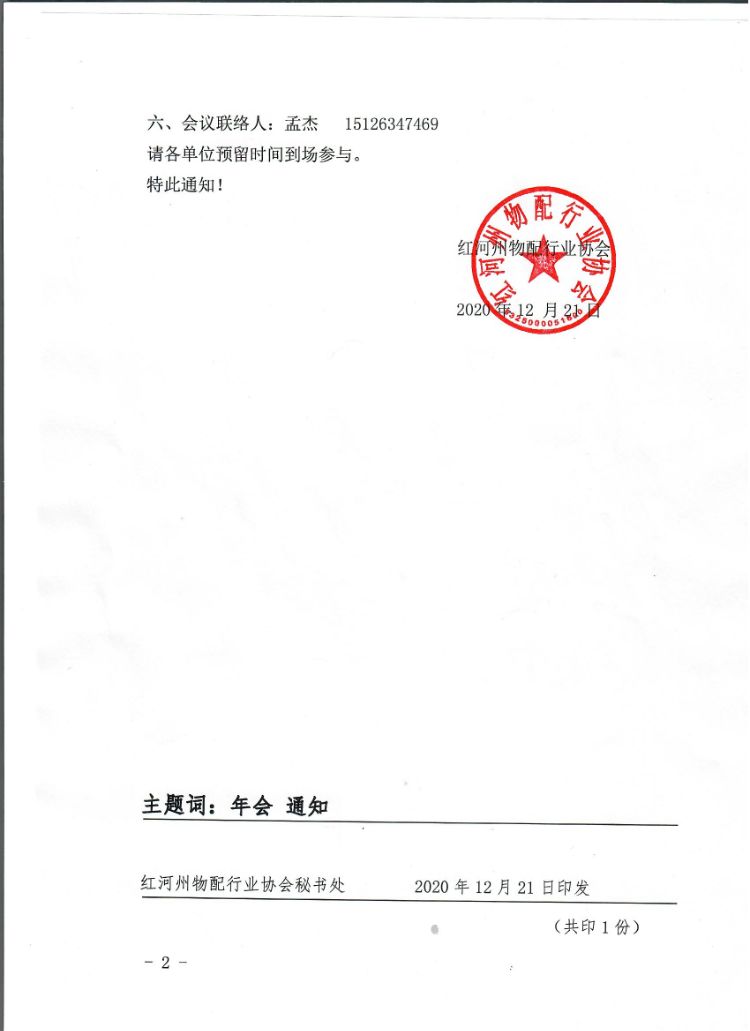 六、会议联络人：孟杰 15126347469
请各单位预留时间到场参与。
特此通知！
红河州物配行业协会
红河州物配行业协会
2020 年 12 月 21 日
主题词：年会 通知
红河州物配行业协会秘书处 2020 年 12 月 21 日印发
（共印 1 份）
- 2 -